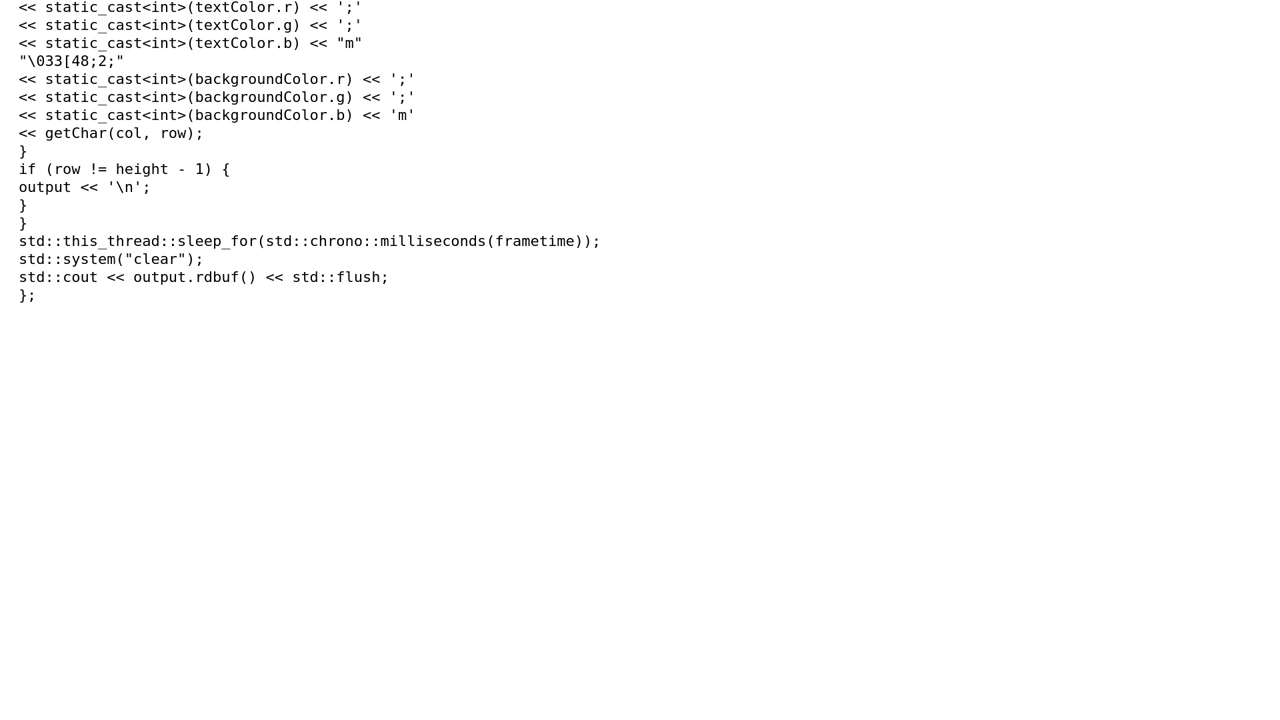 << static_cast<int>(textColor.r) << ';'
<< static_cast<int>(textColor.g) << ';'
<< static_cast<int>(textColor.b) << "m"
"\033[48;2;"
<< static_cast<int>(backgroundColor.r) << ';'
<< static_cast<int>(backgroundColor.g) << ';'
<< static_cast<int>(backgroundColor.b) << 'm'
<< getChar(col, row);
}
if (row != height - 1) {
output << '\n';
}
}
std::this_thread::sleep_for(std::chrono::milliseconds(frametime));
std::system("clear");
std::cout << output.rdbuf() << std::flush;
};